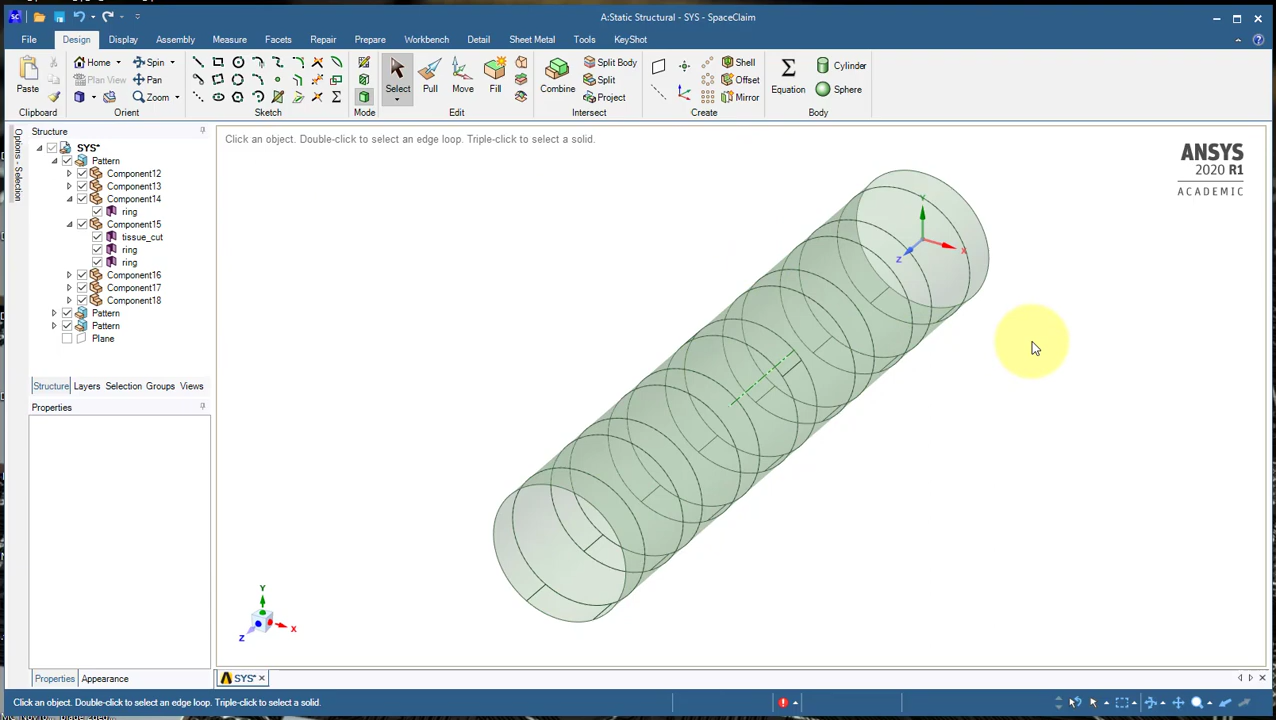 A:Static Structural - SYS - SpaceClaim
File Design Display Assembly Measure Facets Repair Prepare Workbench Detail Sheet Metal Tools KeyShot
Paste
Home
Plan View
Spin
Pan
Zoom
Select
Pull
Move
Fill
Combine
Split Body
Split
Project
Shell
Offset
Mirror
Equation
Cylinder
Sphere
Clipboard Orient Sketch Mode Edit Intersect Create Body
Options - Selection
Structure
SYS*
Pattern
Component12
Component13
Component14
ring
Component15
tissue_cut
ring
ring
Component16
Component17
Component18
Pattern
Pattern
Plane
Structure Layers Selection Groups Views
Properties
Properties Appearance
Click an object. Double-click to select an edge loop. Triple-click to select a solid.
ANSYS
2020 R1
ACADEMIC
Y
X
Z
Y
X
Z
SYS*
Click an object. Double-click to select an edge loop. Triple-click to select a solid.